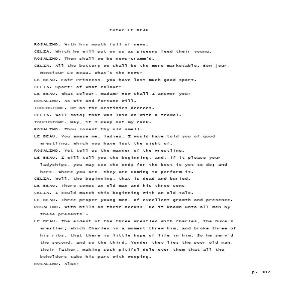 ENTER LE BEAU
ROSALIND. With his mouth full of news.
CELIA. Which he will put on us as pigeons feed their young.
ROSALIND. Then shall we be news-cramm'd.
CELIA. All the better; we shall be the more marketable. Bon jour,
Monsieur Le Beau. What's the news?
LE BEAU. Fair Princess, you have lost much good sport.
CELIA. Sport! of what colour?
LE BEAU. What colour, madam? How shall I answer you?
ROSALIND. As wit and fortune will.
TOUCHSTONE. Or as the Destinies decrees.
CELIA. Well said; that was laid on with a trowel.
TOUCHSTONE. Nay, if I keep not my rank-
ROSALIND. Thou losest thy old smell.
LE BEAU. You amaze me, ladies. I would have told you of good
wrestling, which you have lost the sight of.
ROSALIND. Yet tell us the manner of the wrestling.
LE BEAU. I will tell you the beginning, and, if it please your
ladyships, you may see the end; for the best is yet to do; and
here, where you are, they are coming to perform it.
CELIA. Well, the beginning, that is dead and buried.
LE BEAU. There comes an old man and his three sons-
CELIA. I could match this beginning with an old tale.
LE BEAU. Three proper young men, of excellent growth and presence.
ROSALIND. With bills on their necks: 'Be it known unto all men by
these presents'-
LE BEAU. The eldest of the three wrestled with Charles, the Duke's
wrestler; which Charles in a moment threw him, and broke three of
his ribs, that there is little hope of life in him. So he serv'd
the second, and so the third. Yonder they lie; the poor old man,
their father, making such pitiful dole over them that all the
beholders take his part with weeping.
ROSALIND. Alas!